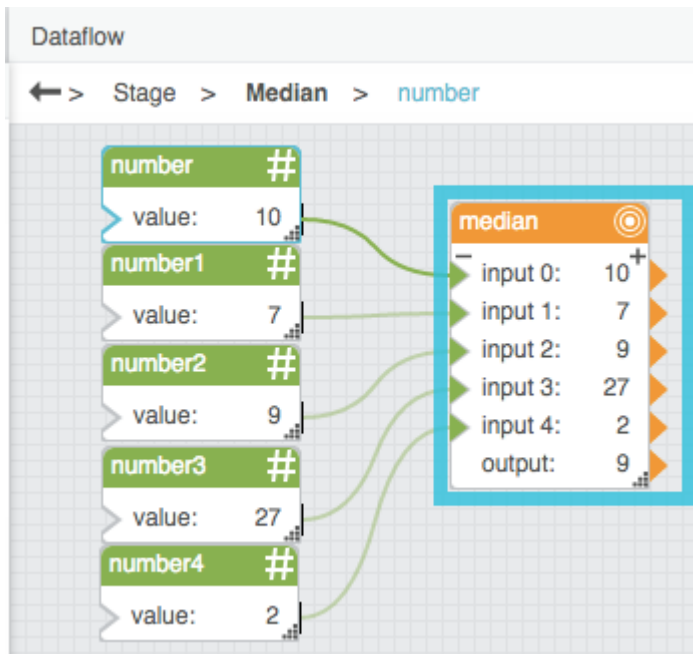 Dataflow
← > Stage > Median > number
number #
value: 10
number1 #
value: 7
number2 #
value: 9
number3 #
value: 27
number4 #
value: 2
median
− +
input 0: 10
input 1: 7
input 2: 9
input 3: 27
input 4: 2
output: 9